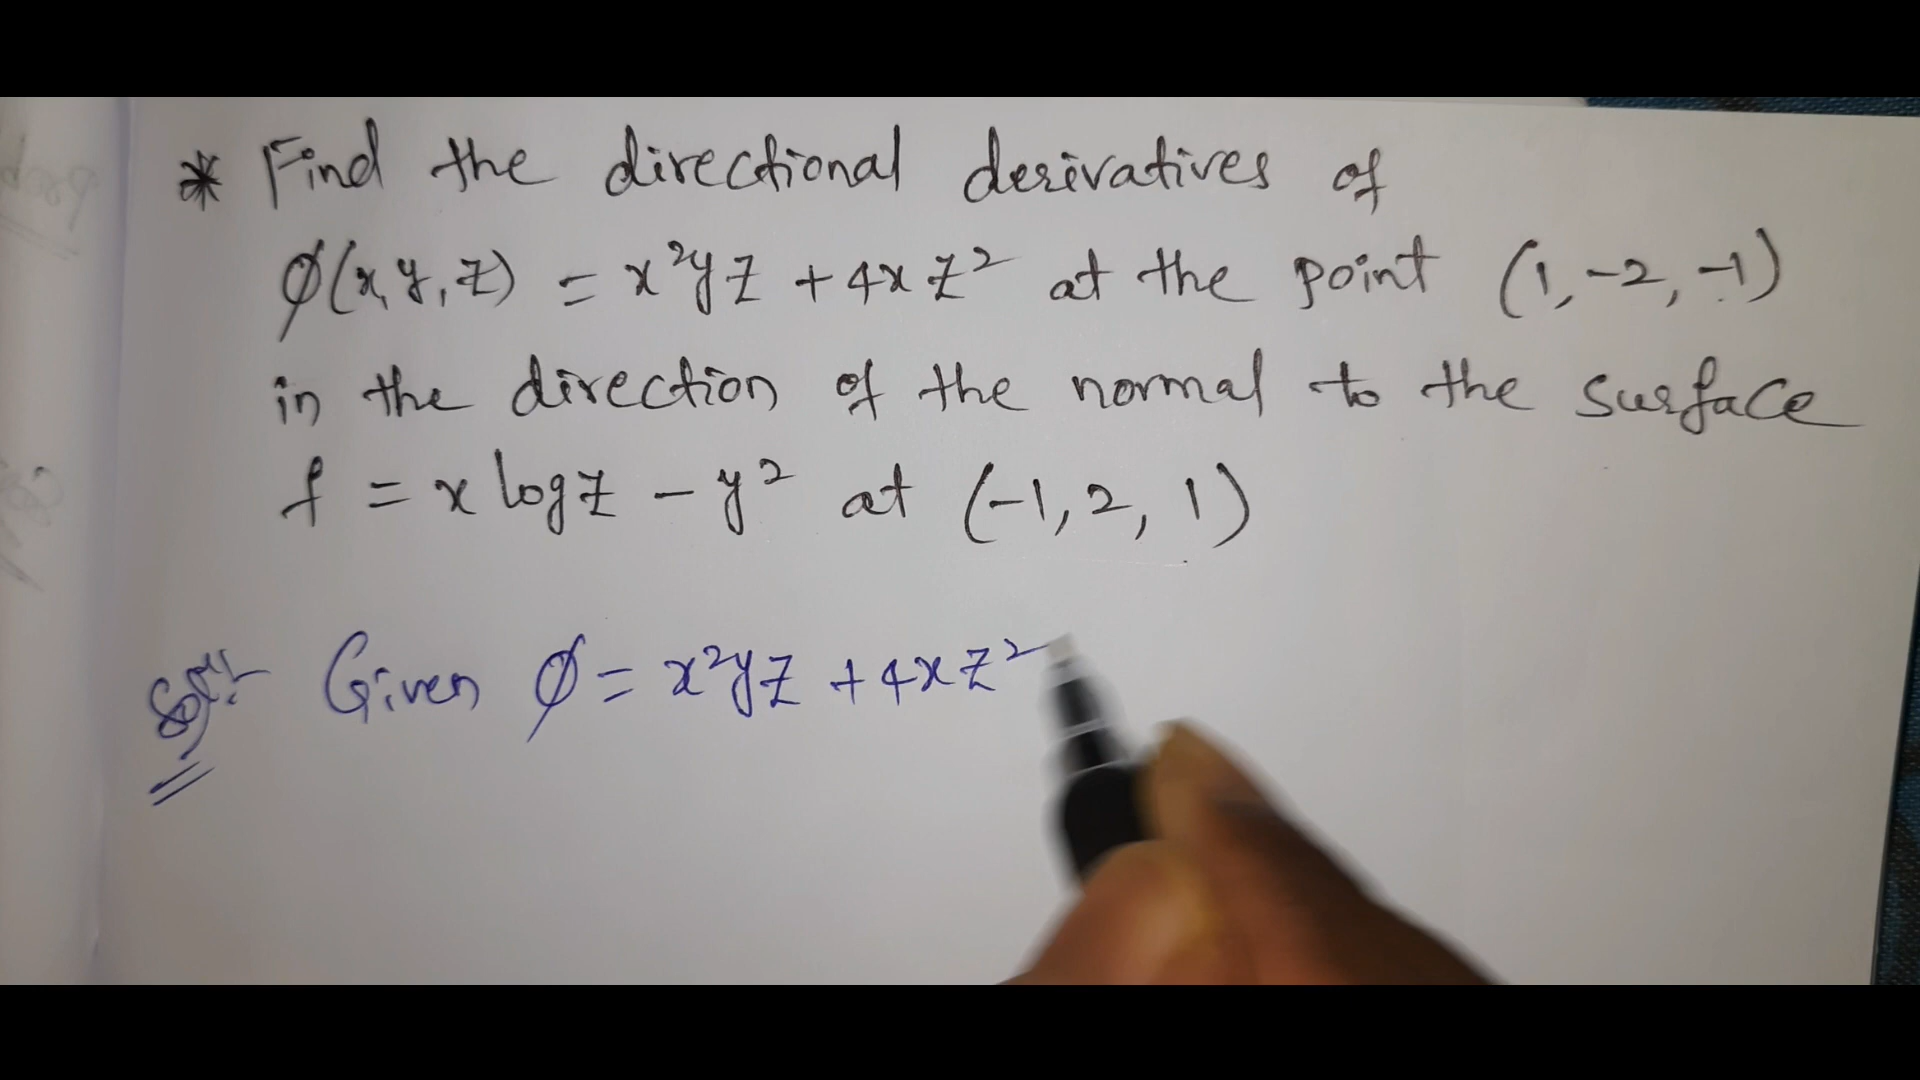 * Find the directional derivatives of
ϕ(x, y, z) = x²yz + 4xz² at the point (1, -2, -1)
in the direction of the normal to the surface
f = x log z - y² at (-1, 2, 1)
Sol:- Given ϕ = x²yz + 4xz²